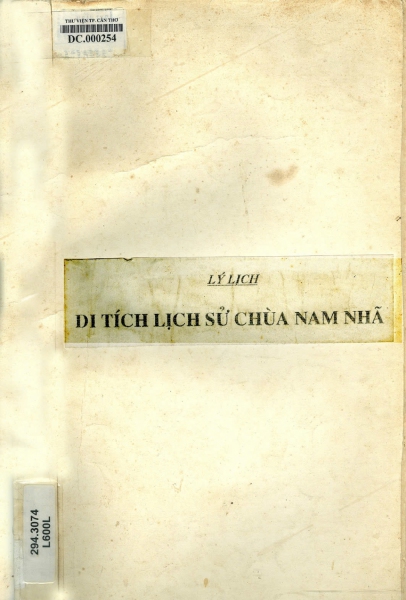 THƯ VIỆN TP. CẦN THƠ
DC.000254
LÝ LỊCH
DI TÍCH LỊCH SỬ CHÙA NAM NHÃ
294.3074
L600L